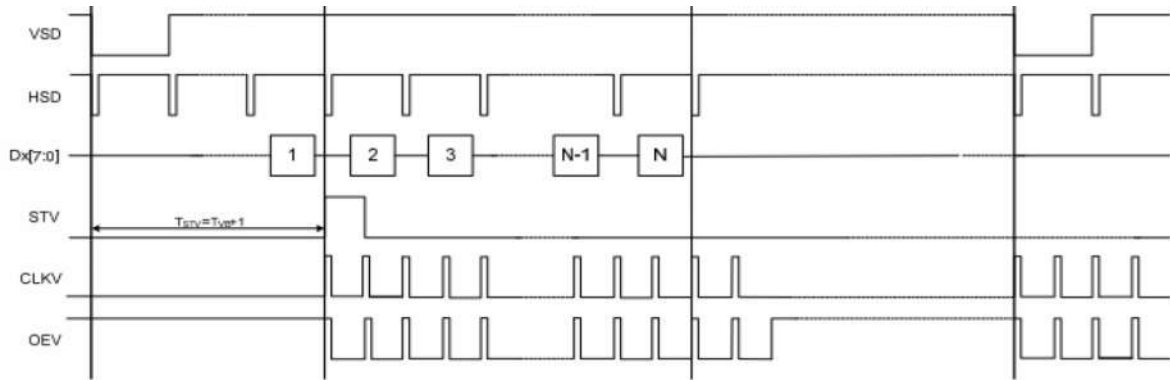 VSD
HSD
Dx[7:0]
1 2 3 N-1 N
STV
TSTV=TVB+1
CLKV
OEV